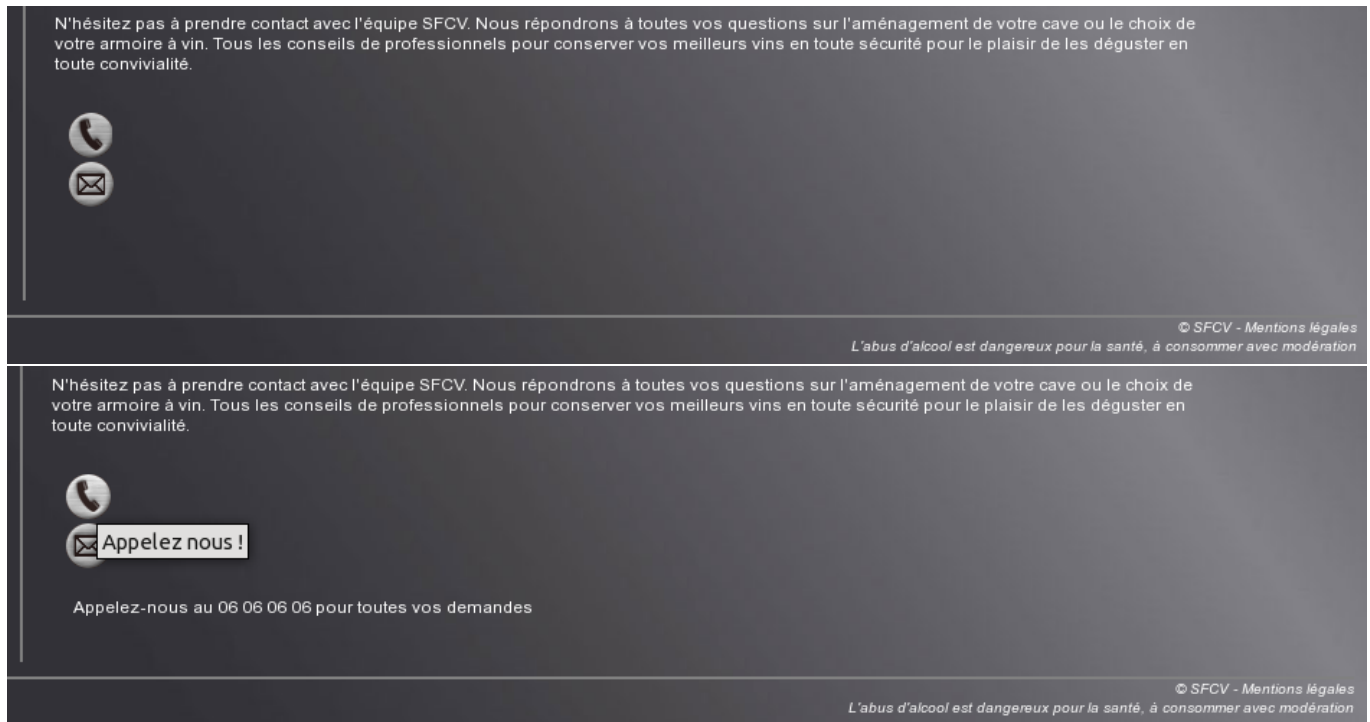 N'hésitez pas à prendre contact avec l'équipe SFCV. Nous répondrons à toutes vos questions sur l'aménagement de votre cave ou le choix de
votre armoire à vin. Tous les conseils de professionnels pour conserver vos meilleurs vins en toute sécurité pour le plaisir de les déguster en
toute convivialité.
© SFCV - Mentions légales
L'abus d'alcool est dangereux pour la santé, à consommer avec modération
N'hésitez pas à prendre contact avec l'équipe SFCV. Nous répondrons à toutes vos questions sur l'aménagement de votre cave ou le choix de
votre armoire à vin. Tous les conseils de professionnels pour conserver vos meilleurs vins en toute sécurité pour le plaisir de les déguster en
toute convivialité.
Appelez nous !
Appelez-nous au 06 06 06 06 pour toutes vos demandes
© SFCV - Mentions légales
L'abus d'alcool est dangereux pour la santé, à consommer avec modération